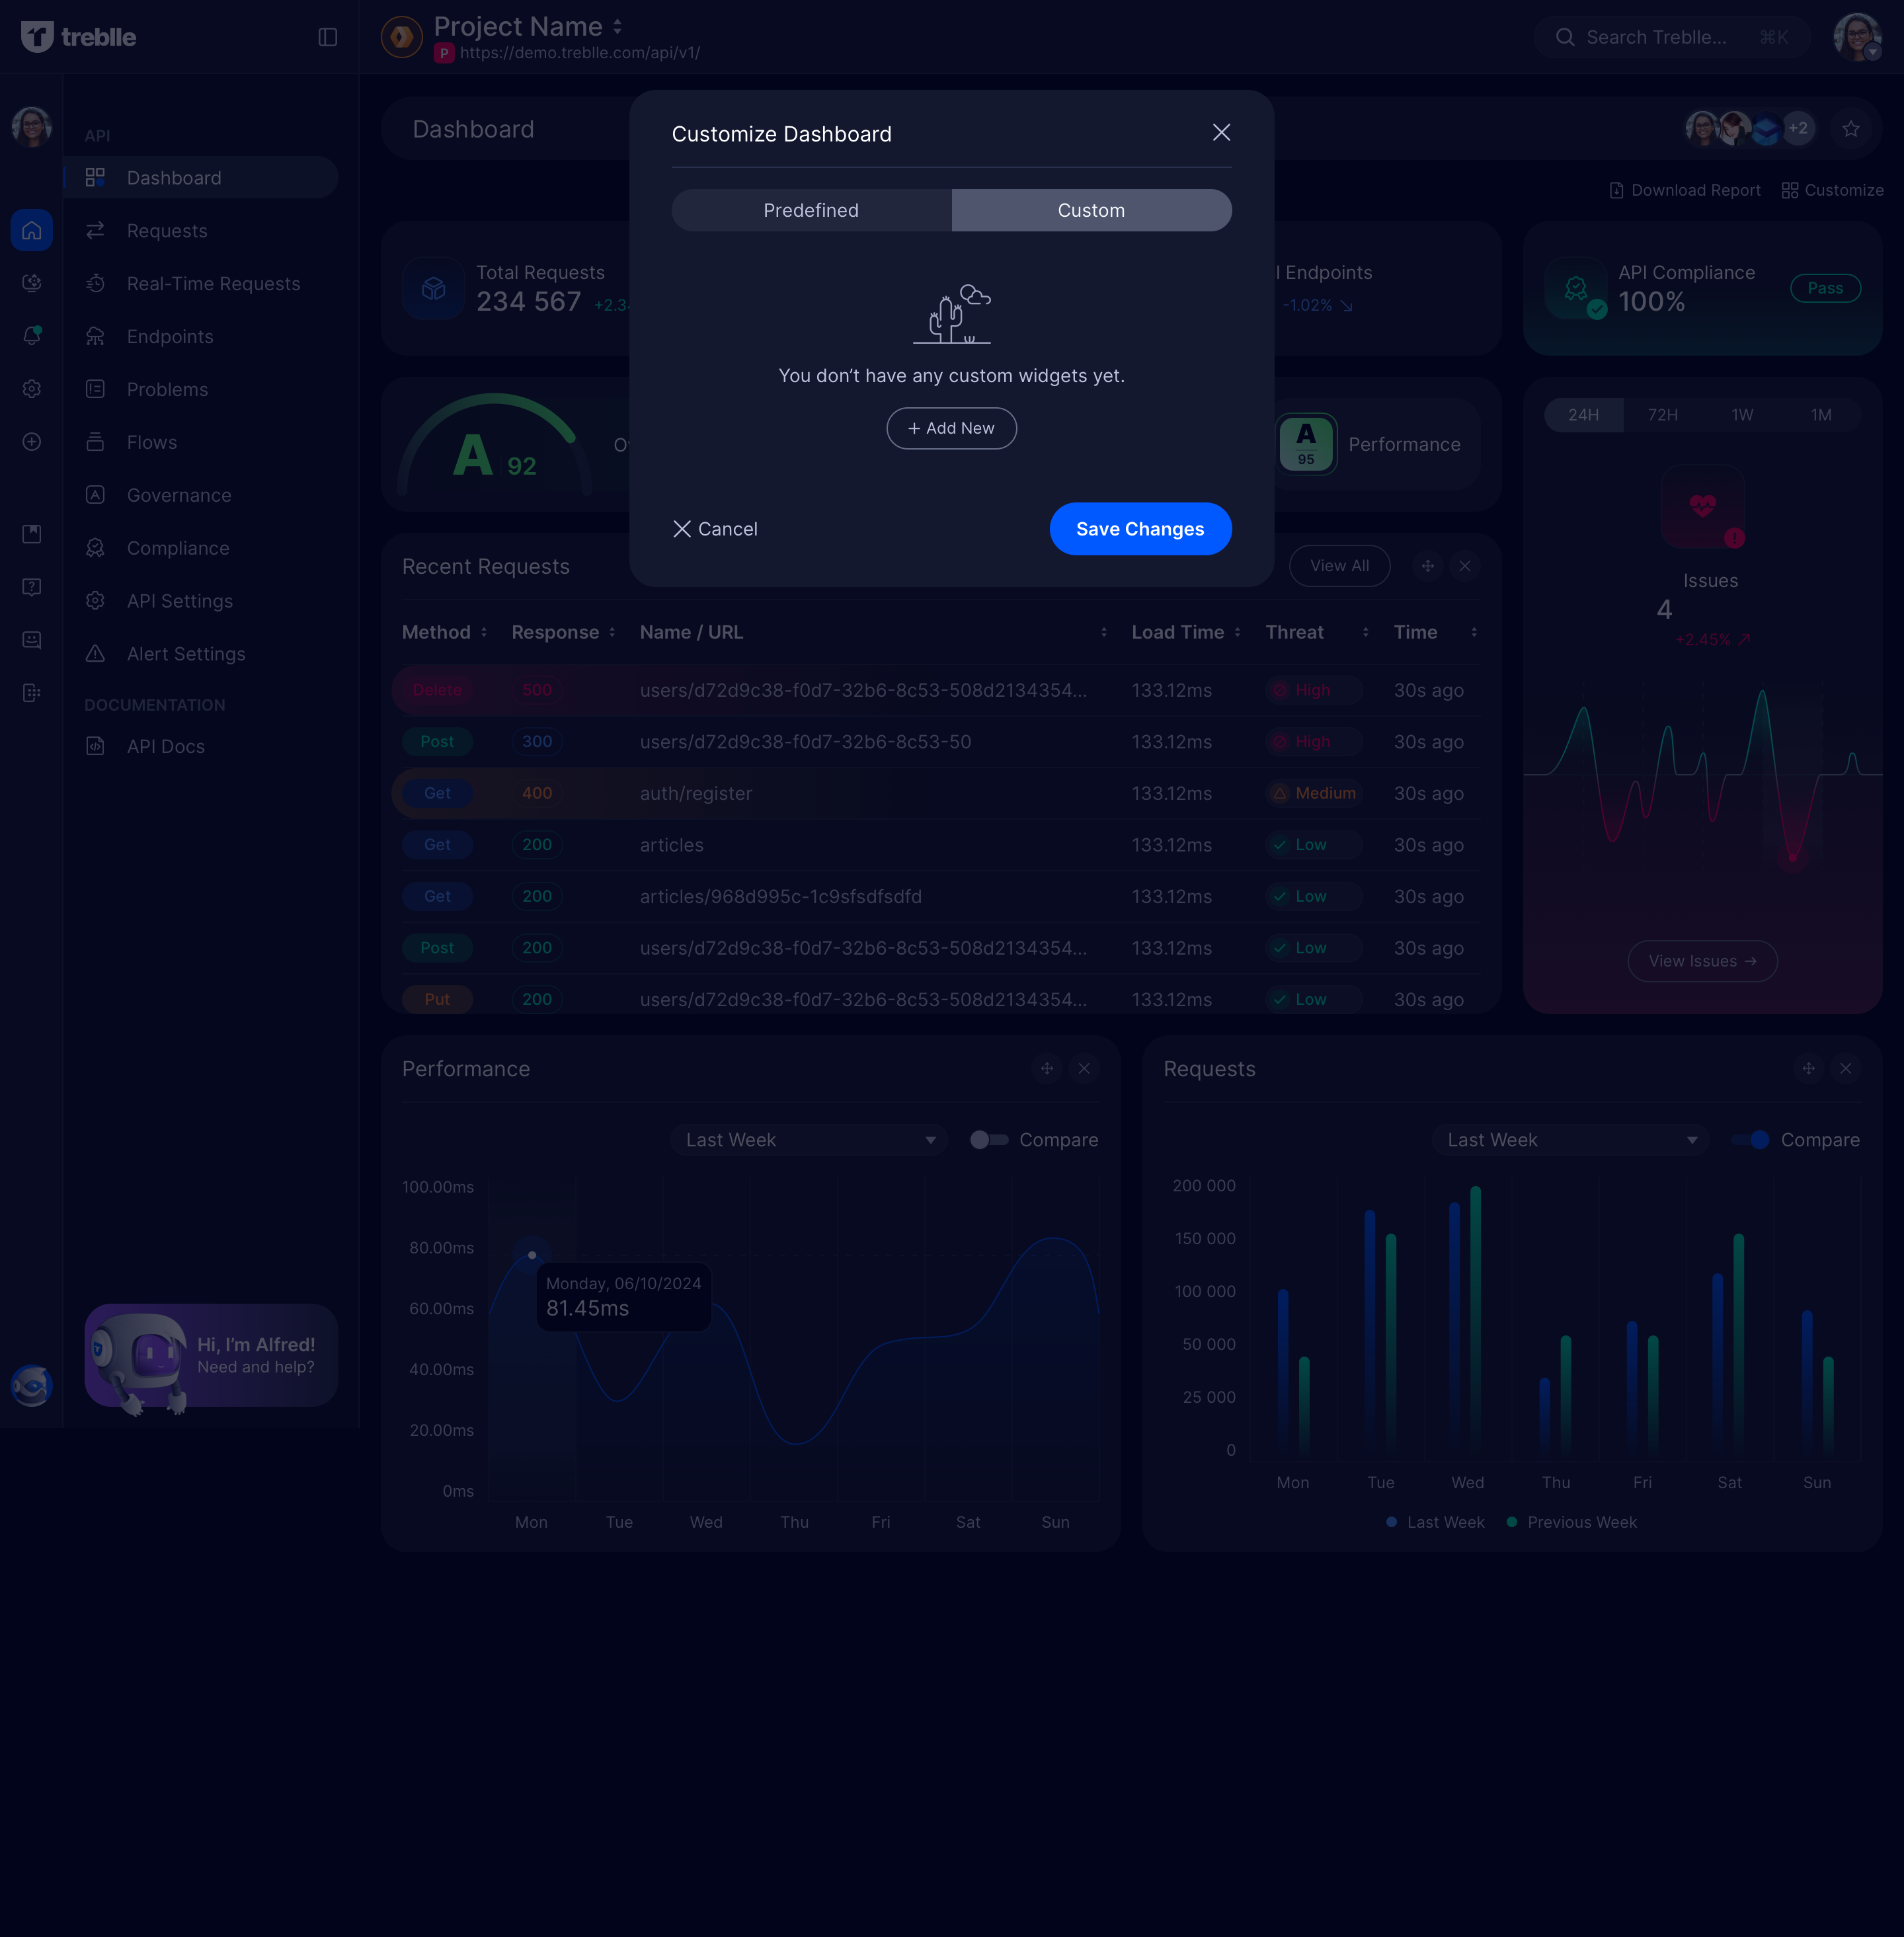 treblle
Project Name
P https://demo.treblle.com/api/v1/
Search Treblle... ⌘K
API
Dashboard
Requests
Real-Time Requests
Endpoints
Problems
Flows
Governance
Compliance
API Settings
Alert Settings
DOCUMENTATION
API Docs
Hi, I'm Alfred!
Need and help?
Dashboard
+2
Download Report
Customize
Customize Dashboard
Predefined
Custom
You don't have any custom widgets yet.
+ Add New
Cancel
Save Changes
Total Requests
234 567
Endpoints
-1.02%
API Compliance
100%
Pass
A 92
A
95
Performance
24H 72H 1W 1M
Issues
4
+2.45%
View Issues →
Recent Requests
View All
Method Response Name / URL Load Time Threat Time
Delete 500 users/d72d9c38-f0d7-32b6-8c53-508d2134354... 133.12ms High 30s ago
Post 300 users/d72d9c38-f0d7-32b6-8c53-50 133.12ms High 30s ago
Get 400 auth/register 133.12ms Medium 30s ago
Get 200 articles 133.12ms Low 30s ago
Get 200 articles/968d995c-1c9sfsdfsdfd 133.12ms Low 30s ago
Post 200 users/d72d9c38-f0d7-32b6-8c53-508d2134354... 133.12ms Low 30s ago
Put 200 users/d72d9c38-f0d7-32b6-8c53-508d2134354... 133.12ms Low 30s ago
Performance
Last Week
Compare
100.00ms
80.00ms
60.00ms
40.00ms
20.00ms
0ms
Monday, 06/10/2024
81.45ms
Mon Tue Wed Thu Fri Sat Sun
Requests
Last Week
Compare
200 000
150 000
100 000
50 000
25 000
0
Mon Tue Wed Thu Fri Sat Sun
Last Week
Previous Week